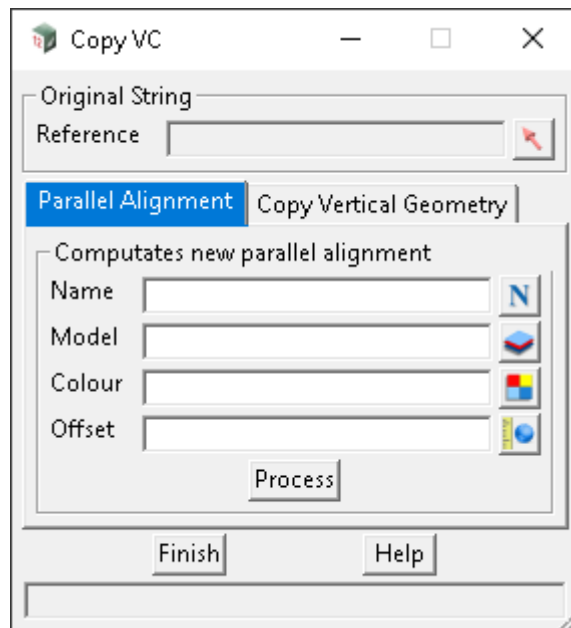 Copy VC
Original String
Reference
Parallel Alignment Copy Vertical Geometry
Computates new parallel alignment
Name N
Model
Colour
Offset
Process
Finish Help